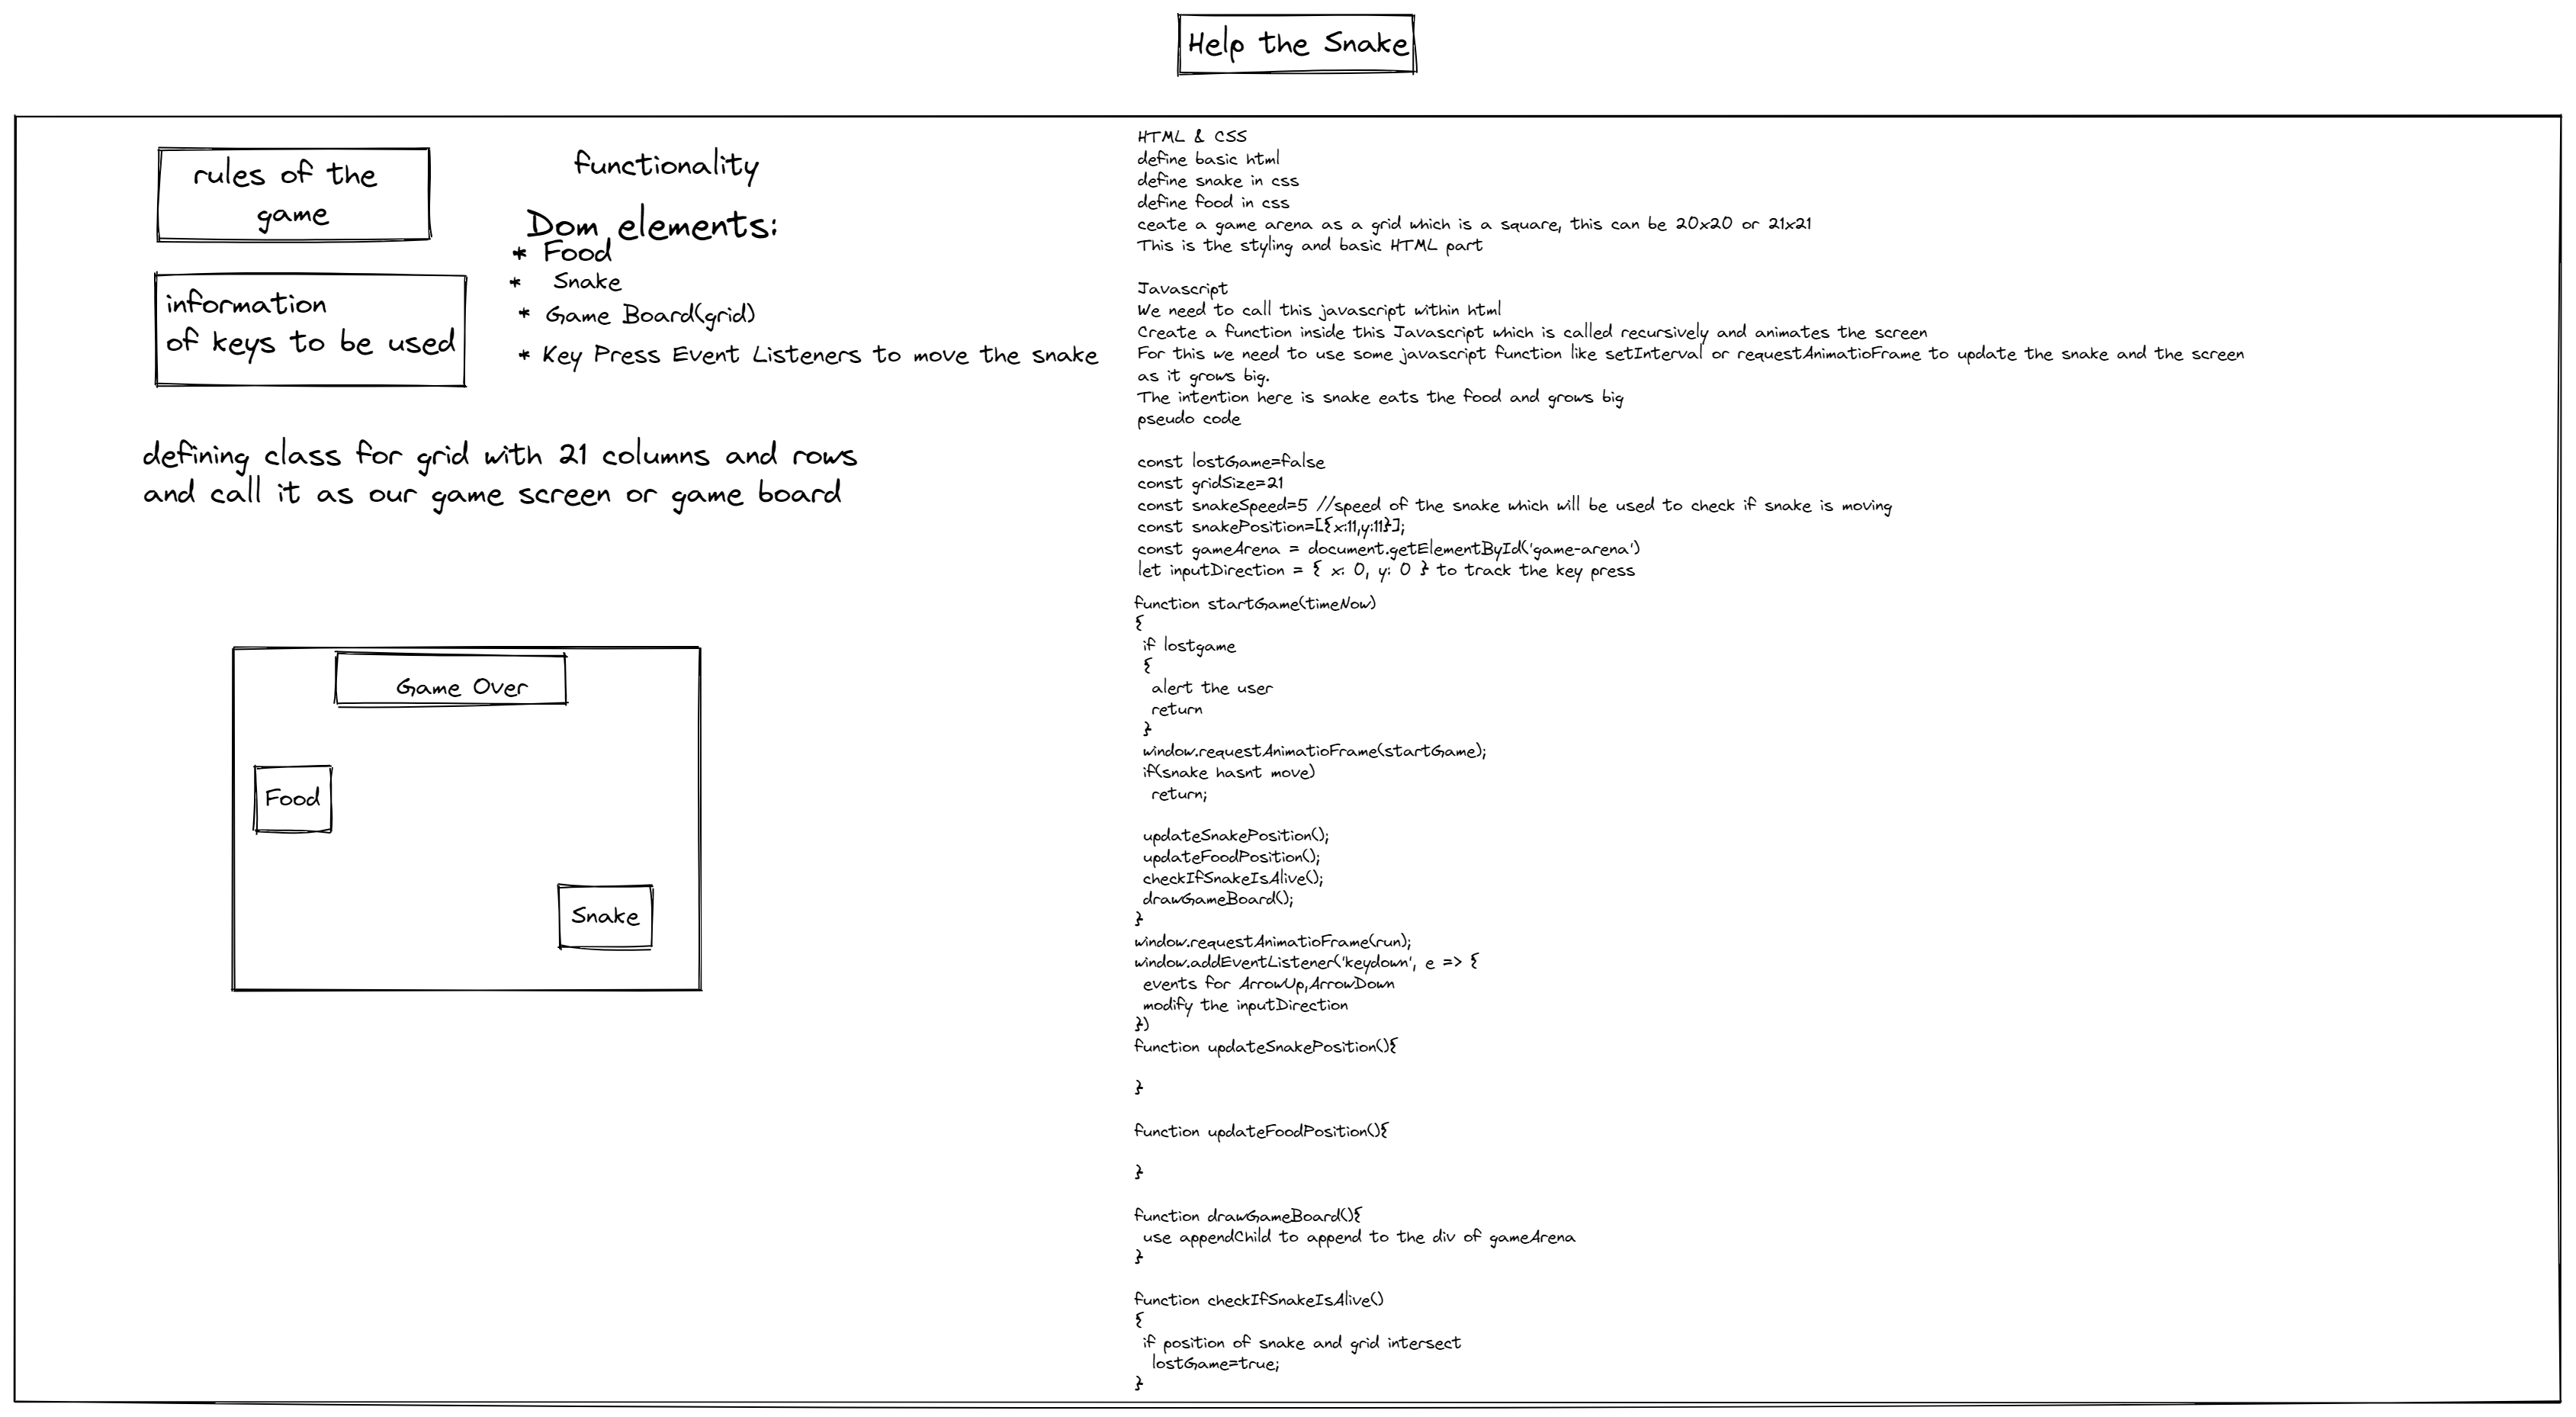 Help the Snake
rules of the
game
information
of keys to be used
functionality
Dom elements:
* Food
* Snake
* Game Board(grid)
* Key Press Event Listeners to move the snake
defining class for grid with 21 columns and rows
and call it as our game screen or game board
Game Over
Food
Snake
HTML & CSS
define basic html
define snake in css
define food in css
ceate a game arena as a grid which is a square, this can be 20x20 or 21x21
This is the styling and basic HTML part
Javascript
We need to call this javascript within html
Create a function inside this Javascript which is called recursively and animates the screen
For this we need to use some javascript function like setInterval or requestAnimatioFrame to update the snake and the screen
as it grows big.
The intention here is snake eats the food and grows big
pseudo code
const lostGame=false
const gridSize=21
const snakeSpeed=5 //speed of the snake which will be used to check if snake is moving
const snakePosition=[{x:11,y:11}];
const gameArena = document.getElementById('game-arena')
let inputDirection = { x: 0, y: 0 } to track the key press
function startGame(timeNow)
{
if lostgame
{
alert the user
return
}
window.requestAnimatioFrame(startGame);
if(snake hasnt move)
return;
updateSnakePosition();
updateFoodPosition();
checkIfSnakeIsAlive();
drawGameBoard();
}
window.requestAnimatioFrame(run);
window.addEventListener('keydown', e => {
events for ArrowUp,ArrowDown
modify the inputDirection
})
function updateSnakePosition(){
}
function updateFoodPosition(){
}
function drawGameBoard(){
use appendChild to append to the div of gameArena
}
function checkIfSnakeIsAlive()
{
if position of snake and grid intersect
lostGame=true;
}